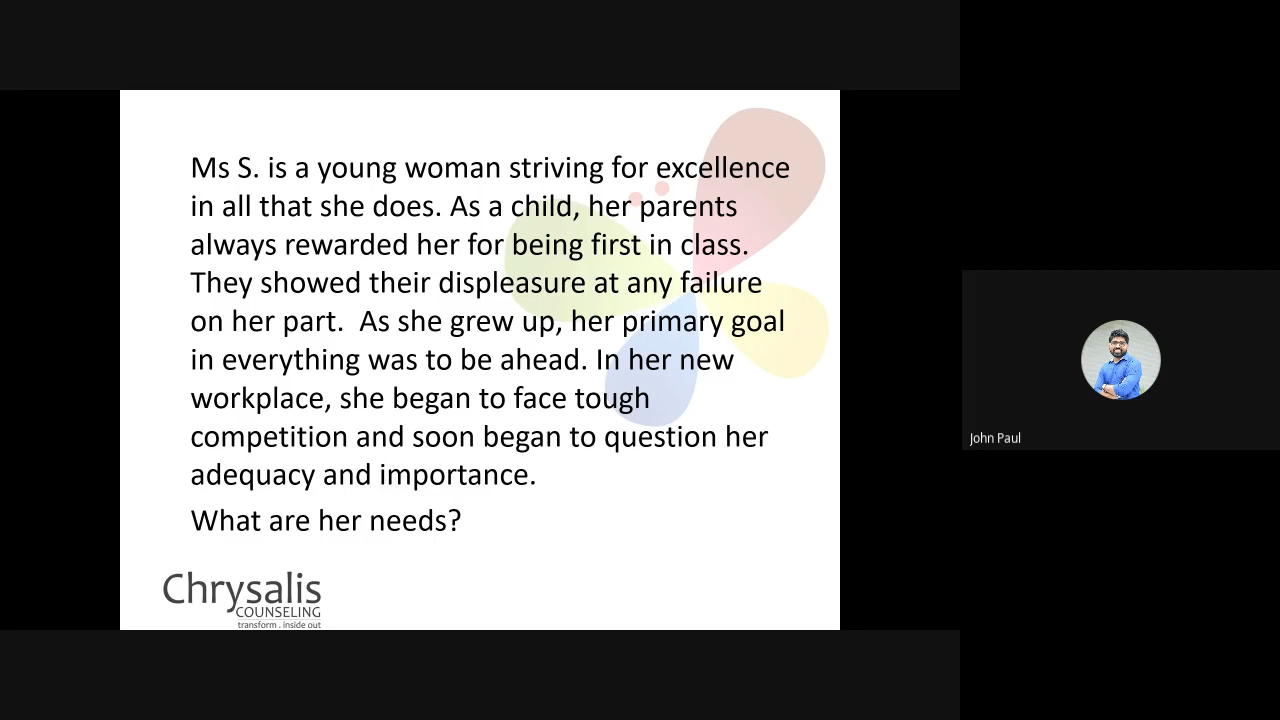 Ms S. is a young woman striving for excellence
in all that she does. As a child, her parents
always rewarded her for being first in class.
They showed their displeasure at any failure
on her part.  As she grew up, her primary goal
in everything was to be ahead. In her new
workplace, she began to face tough
competition and soon began to question her
adequacy and importance.
What are her needs?
Chrysalis
COUNSELING
transform . inside out
John Paul